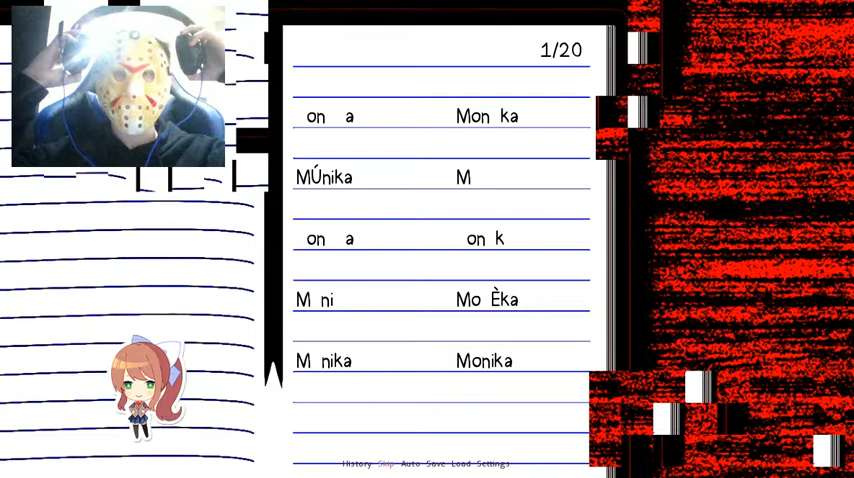 1/20
on a Mon ka
MÚnika M
on a on k
M ni Mo Èka
M nika Monika
History Skip Auto Save Load Settings